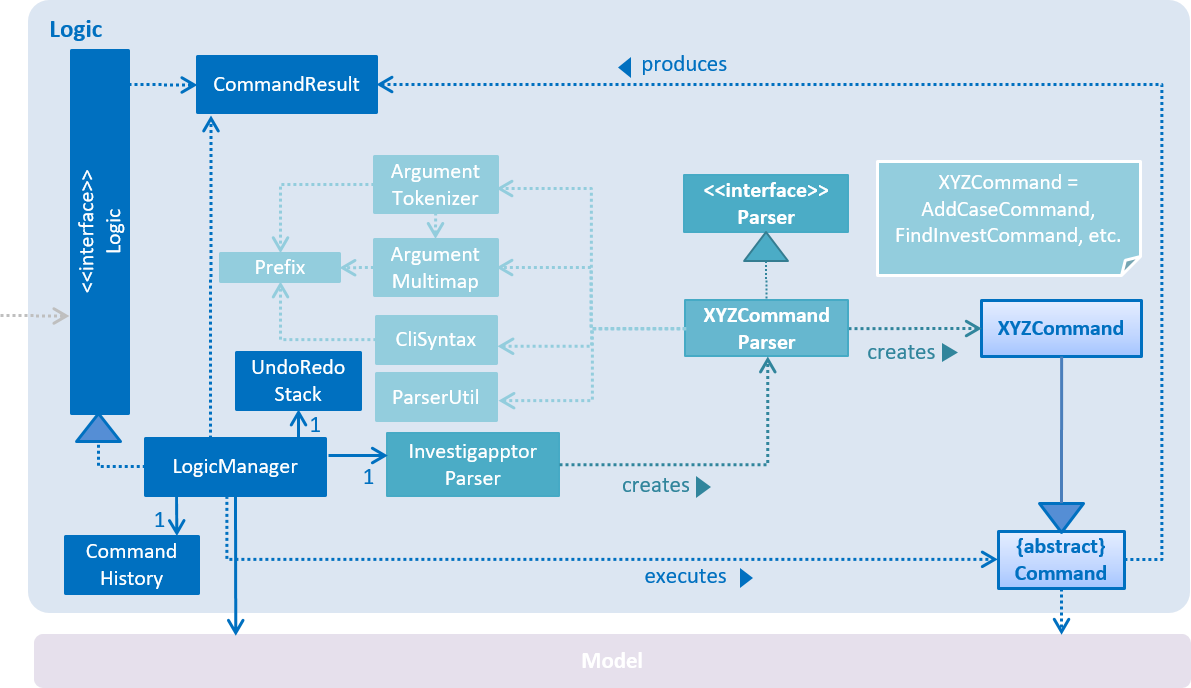 Logic
<<interface>>
Logic
CommandResult
produces
Argument
Tokenizer
<<interface>>
Parser
XYZCommand =
AddCaseCommand,
FindInvestCommand, etc.
Prefix
Argument
Multimap
XYZCommand
Parser
XYZCommand
creates
CliSyntax
UndoRedo
Stack
ParserUtil
1
LogicManager
1
Investigapptor
Parser
creates
1
Command
History
executes
{abstract}
Command
Model